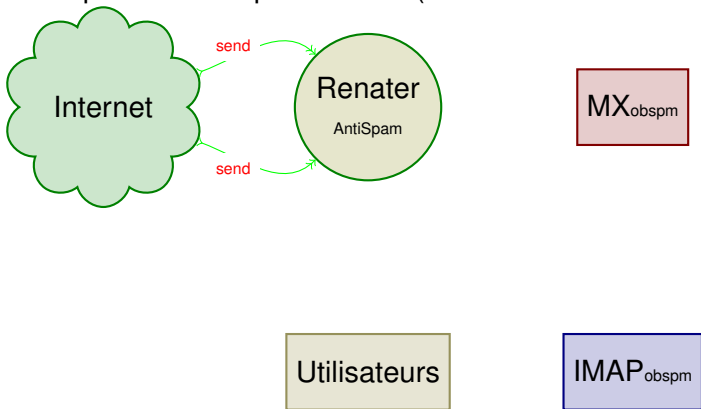 send
Internet
Renater
AntiSpam
MXobspm
send
Utilisateurs
IMAPobspm